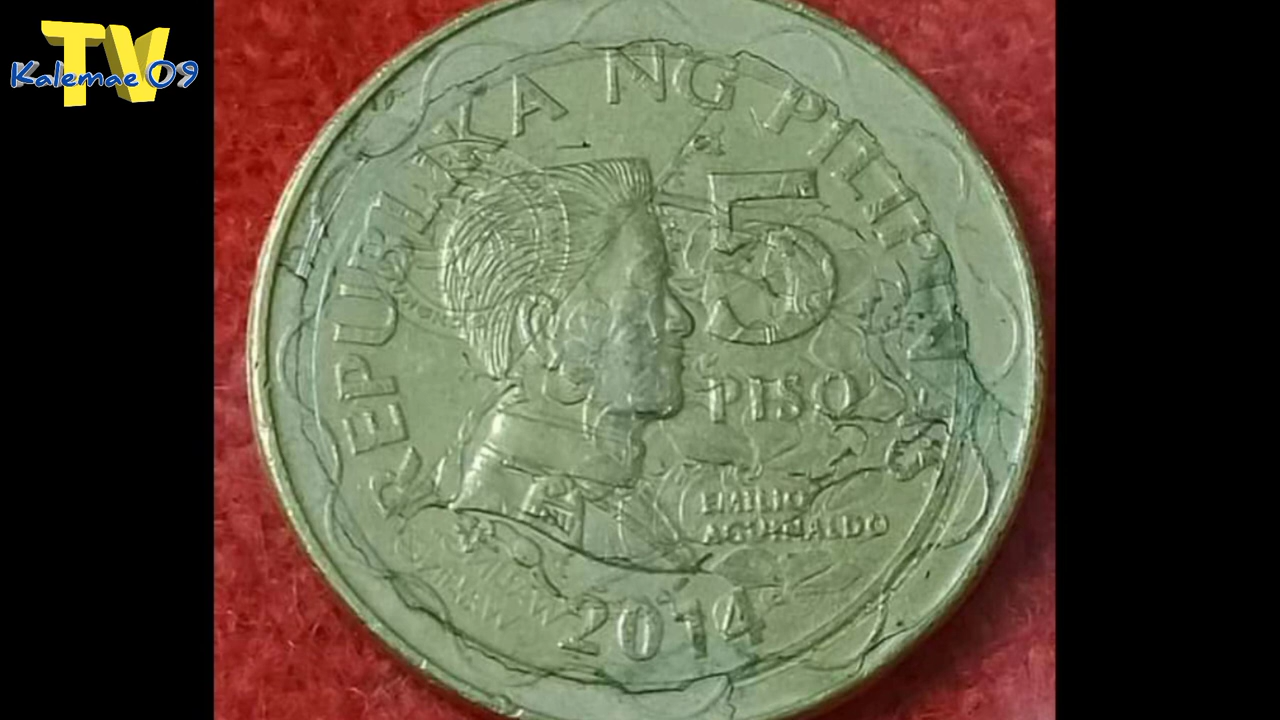 TV
Kalemae 09
REPUBLIKA NG PILIPINAS
5
PISO
EMILIO
AGUINALDO
2014